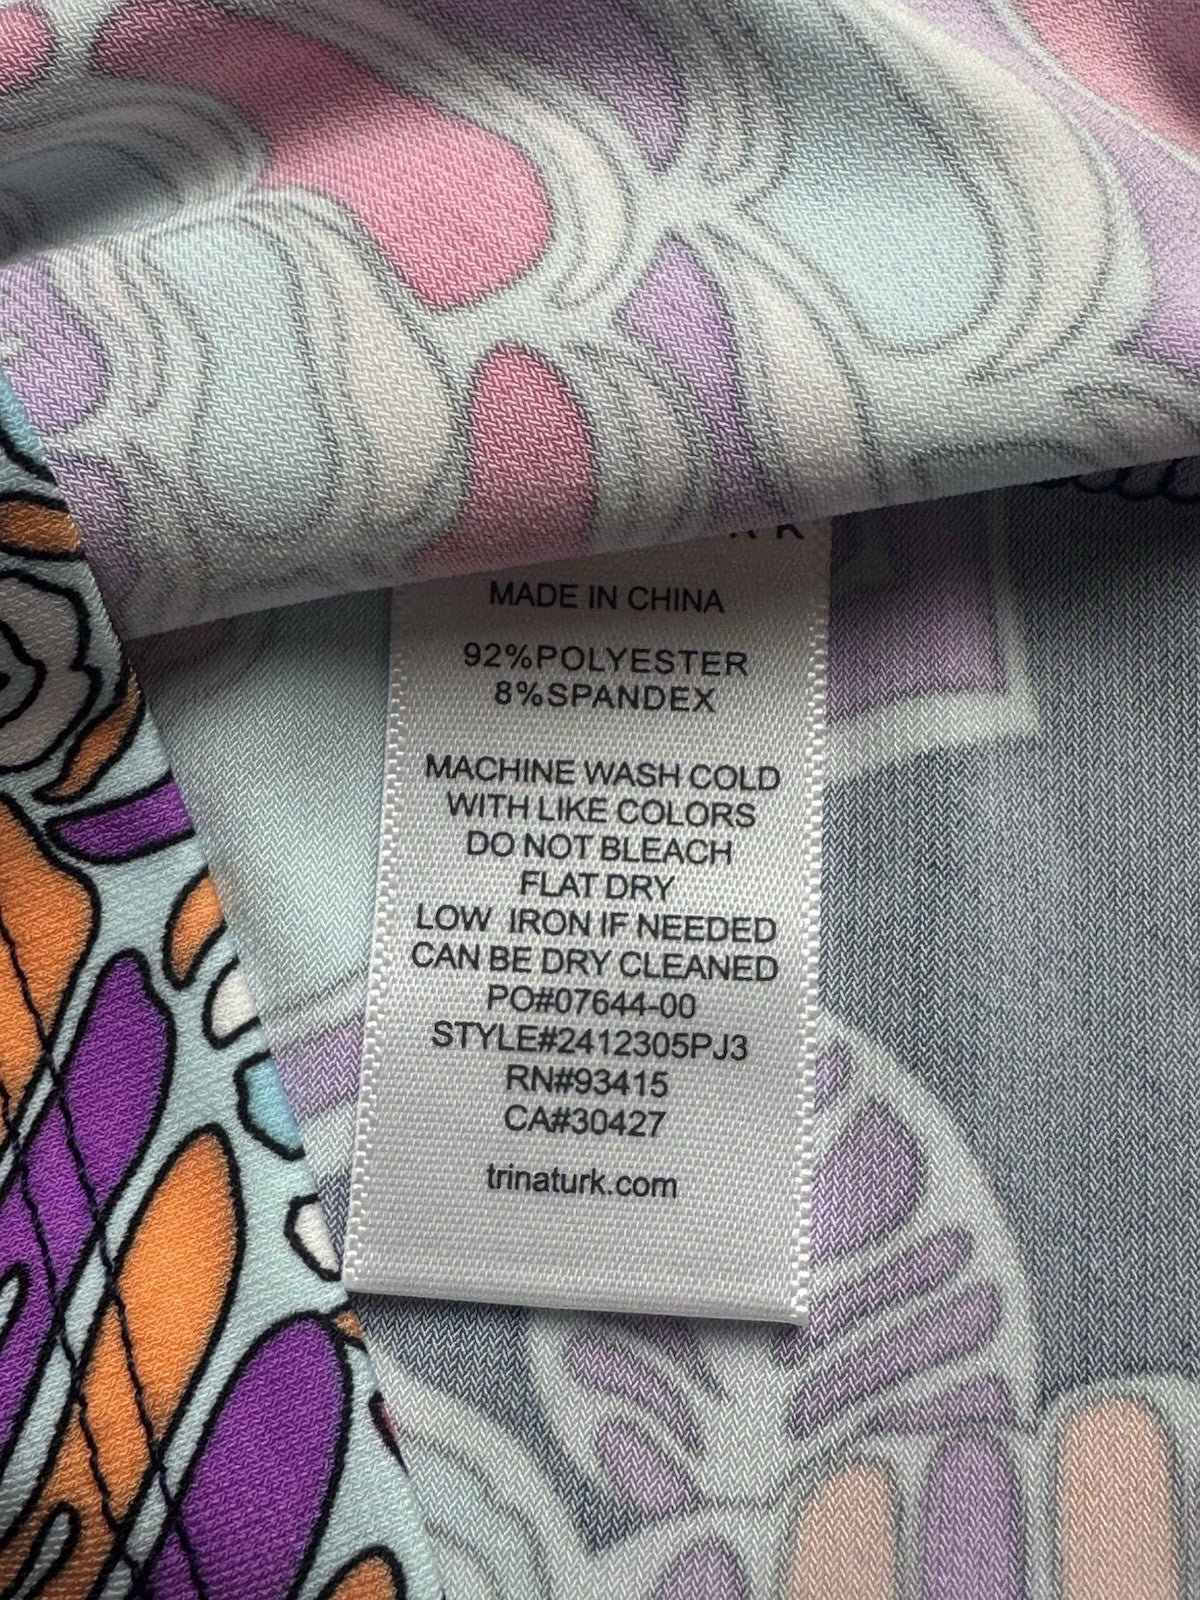 MADE IN CHINA
92%POLYESTER
8%SPANDEX
MACHINE WASH COLD
WITH LIKE COLORS
DO NOT BLEACH
FLAT DRY
LOW IRON IF NEEDED
CAN BE DRY CLEANED
PO#07644-00
STYLE#2412305PJ3
RN#93415
CA#30427
trinaturk.com